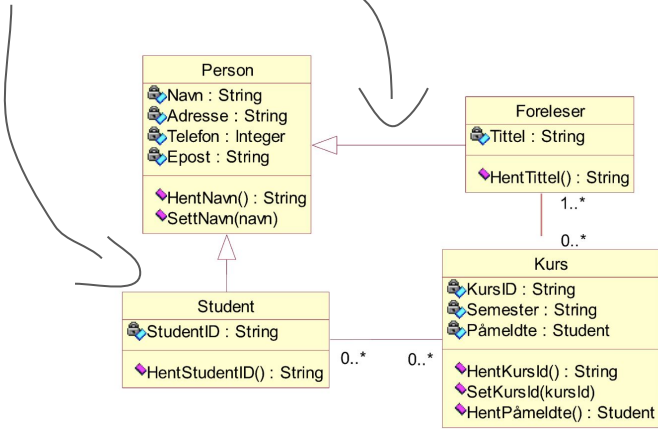 Person
Navn : String
Adresse : String
Telefon : Integer
Epost : String
HentNavn() : String
SettNavn(navn)
Foreleser
Tittel : String
HentTittel() : String
1..*
0..*
Student
StudentID : String
HentStudentID() : String
0..*
0..*
Kurs
KursID : String
Semester : String
Påmeldte : Student
HentKursId() : String
SetKursId(kursId)
HentPåmeldte() : Student